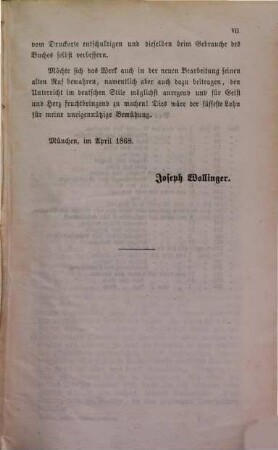 VII
vom Druckorte entschuldigen und dieselben beim Gebrauche des
Buches selbst verbessern.
Möchte sich das Werk auch in der neuen Bearbeitung seinen
alten Ruf bewahren, namentlich aber auch dazu beitragen, den
Unterricht im deutschen Stile möglichst anregend und für Geist
und Herz fruchtbringend zu machen! Dies wäre der süsseste Lohn
für meine uneigennützige Bemühung.
München, im April 1868.
Joseph Wollinger.